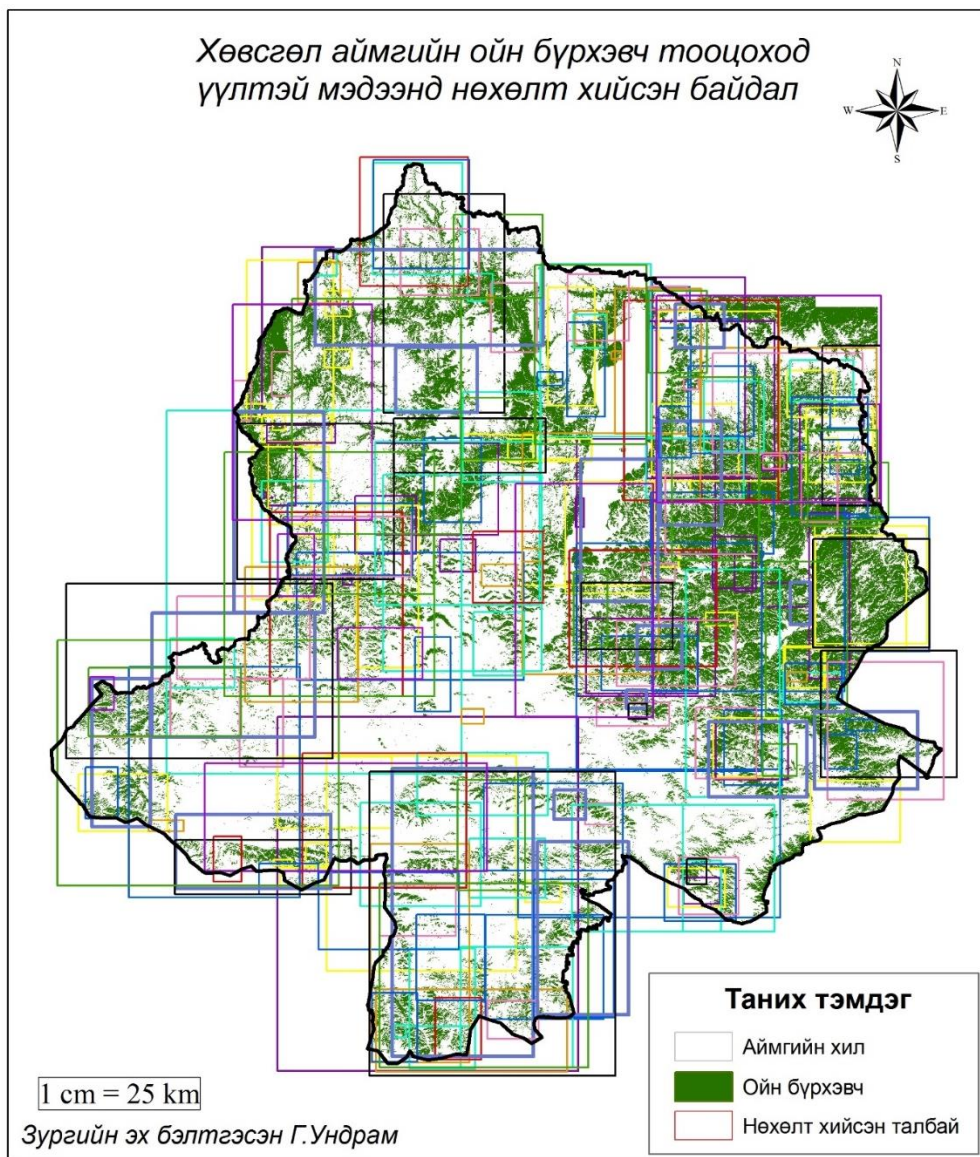 Хөвсгөл аймгийн ойн бүрхэвч тооцоход
үүлтэй мэдээнд нөхөлт хийсэн байдал
N
W
E
S
Таних тэмдэг
Аймгийн хил
Ойн бүрхэвч
Нөхөлт хийсэн талбай
1 cm = 25 km
Зургийн эх бэлтгэсэн Г.Ундрам